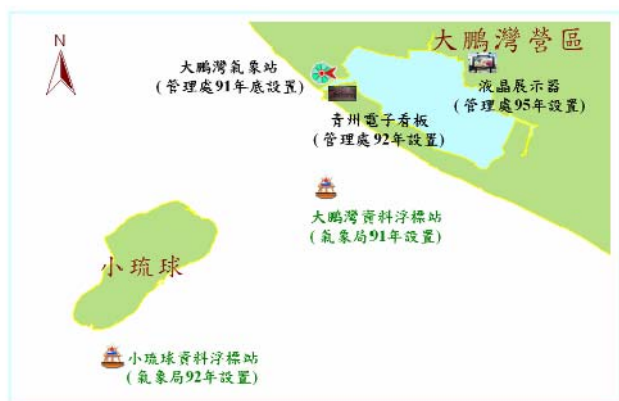 N
大鵬灣營區
大鵬灣氣象站
(管理處91年底設置)
液晶展示器
(管理處95年設置)
青州電子看板
(管理處92年設置)
大鵬灣資料浮標站
(氣象局91年設置)
小琉球
小琉球資料浮標站
(氣象局92年設置)